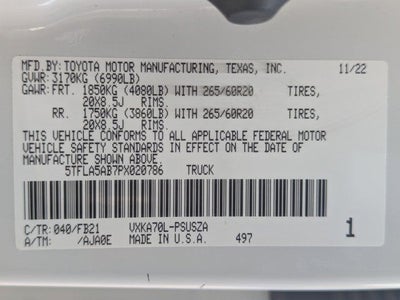 MFD.BY:TOYOTA MOTOR MANUFACTURING, TEXAS, INC. 11/22
GVWR:3170KG (6990LB)
GAWR:FRT. 1850KG (4080LB) WITH 265/60R20 TIRES,
20X8.5J RIMS.
RR. 1750KG (3860LB) WITH 265/60R20 TIRES,
20X8.5J RIMS.
THIS VEHICLE CONFORMS TO ALL APPLICABLE FEDERAL MOTOR
VEHICLE SAFETY STANDARDS IN EFFECT ON THE DATE OF
MANUFACTURE SHOWN ABOVE.
5TFLA5AB7PX020786 TRUCK
C/TR:040/FB21 VXKA70L-PSUSZA 1
A/TM: /AJA0E MADE IN U.S.A. 497